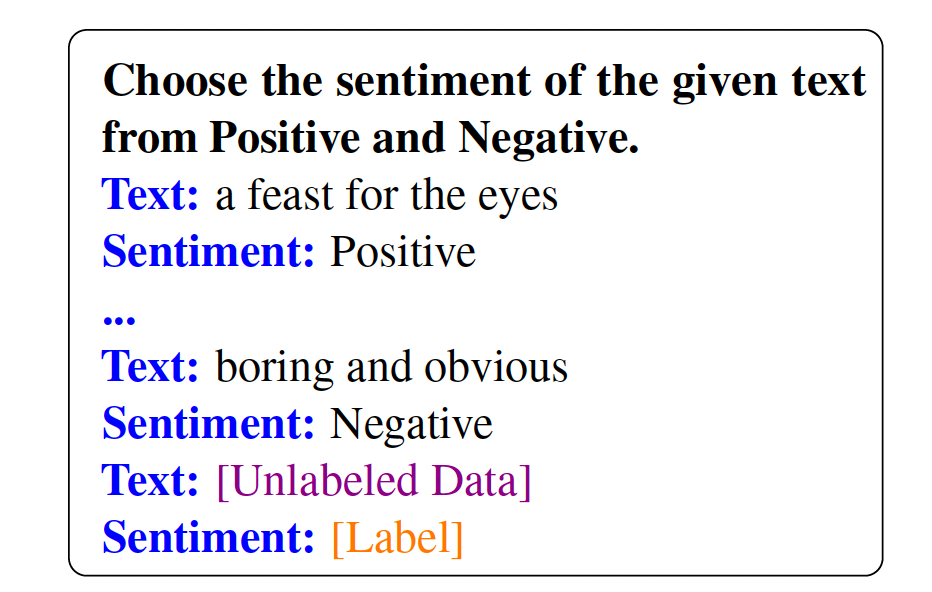 Choose the sentiment of the given text
from Positive and Negative.
Text: a feast for the eyes
Sentiment: Positive
...
Text: boring and obvious
Sentiment: Negative
Text: [Unlabeled Data]
Sentiment: [Label]